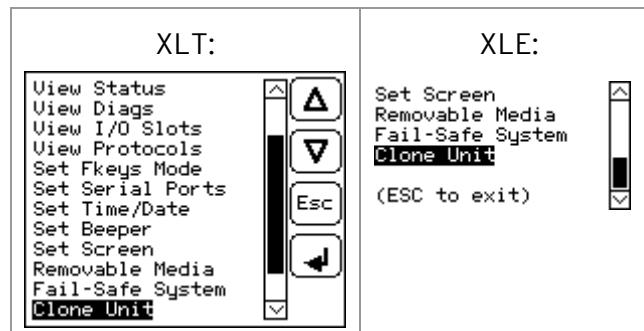 XLT:
View Status
View Diags
View I/O Slots
View Protocols
Set Fkeys Mode
Set Serial Ports
Set Time/Date
Set Beeper
Set Screen
Removable Media
Fail-Safe System
Clone Unit
Esc
XLE:
Set Screen
Removable Media
Fail-Safe System
Clone Unit
(ESC to exit)